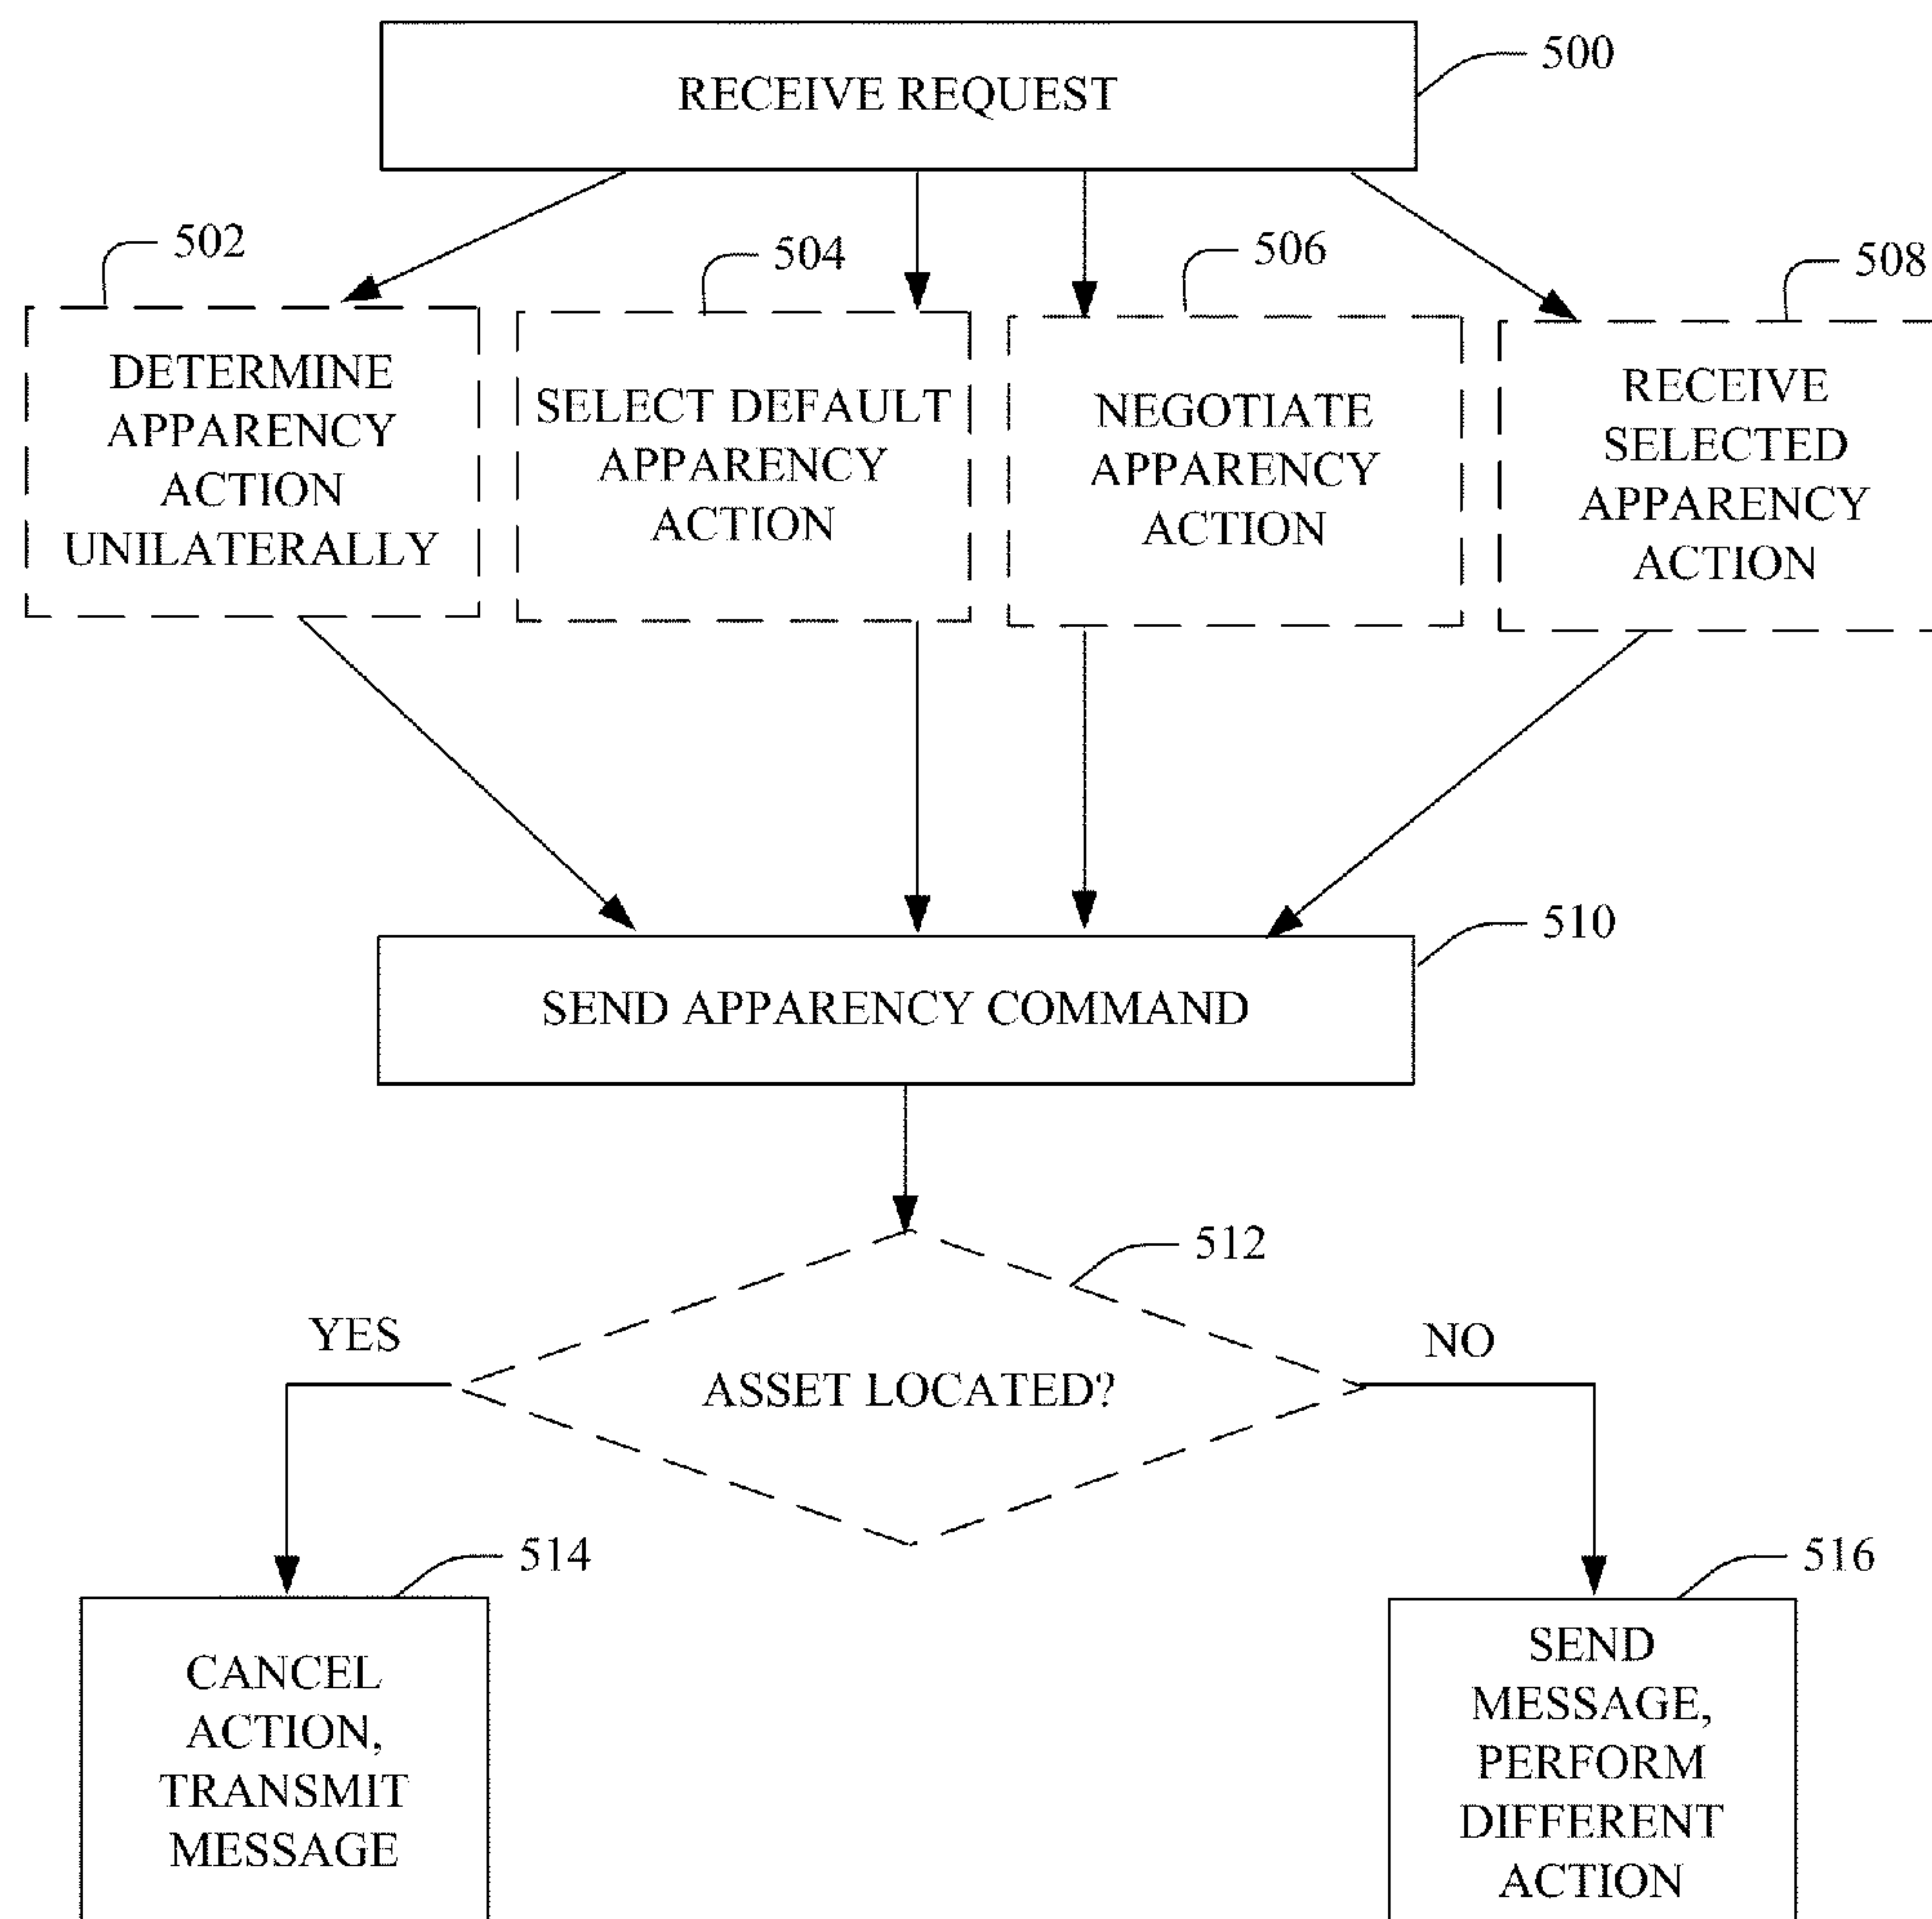 RECEIVE REQUEST
500
502
504
506
508
DETERMINE
APPARENCY
ACTION
UNILATERALLY
SELECT DEFAULT
APPARENCY
ACTION
NEGOTIATE
APPARENCY
ACTION
RECEIVE
SELECTED
APPARENCY
ACTION
510
SEND APPARENCY COMMAND
512
YES
NO
ASSET LOCATED?
514
516
CANCEL
ACTION,
TRANSMIT
MESSAGE
SEND
MESSAGE,
PERFORM
DIFFERENT
ACTION